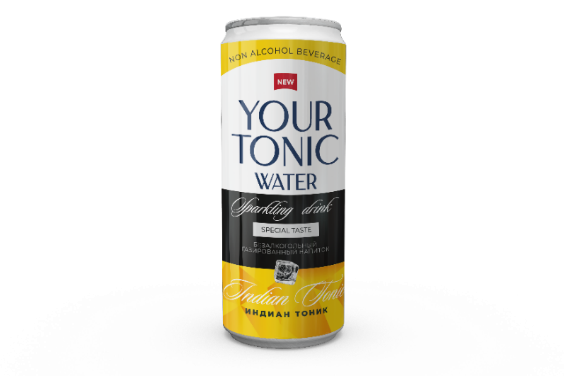 NON ALCOHOL BEVERAGE
NEW
YOUR
TONIC
WATER
Sparkling drink
SPECIAL TASTE
БЕЗАЛКОГОЛЬНЫЙ
ГАЗИРОВАННЫЙ НАПИТОК
Indian Tonic
ИНДИАН ТОНИК